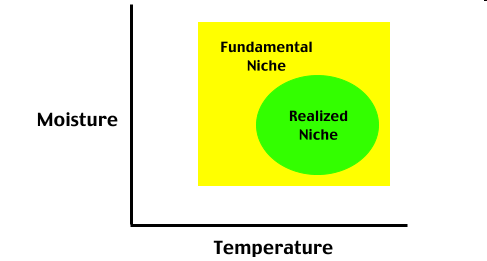 Fundamental
Niche
Realized
Niche
Moisture
Temperature